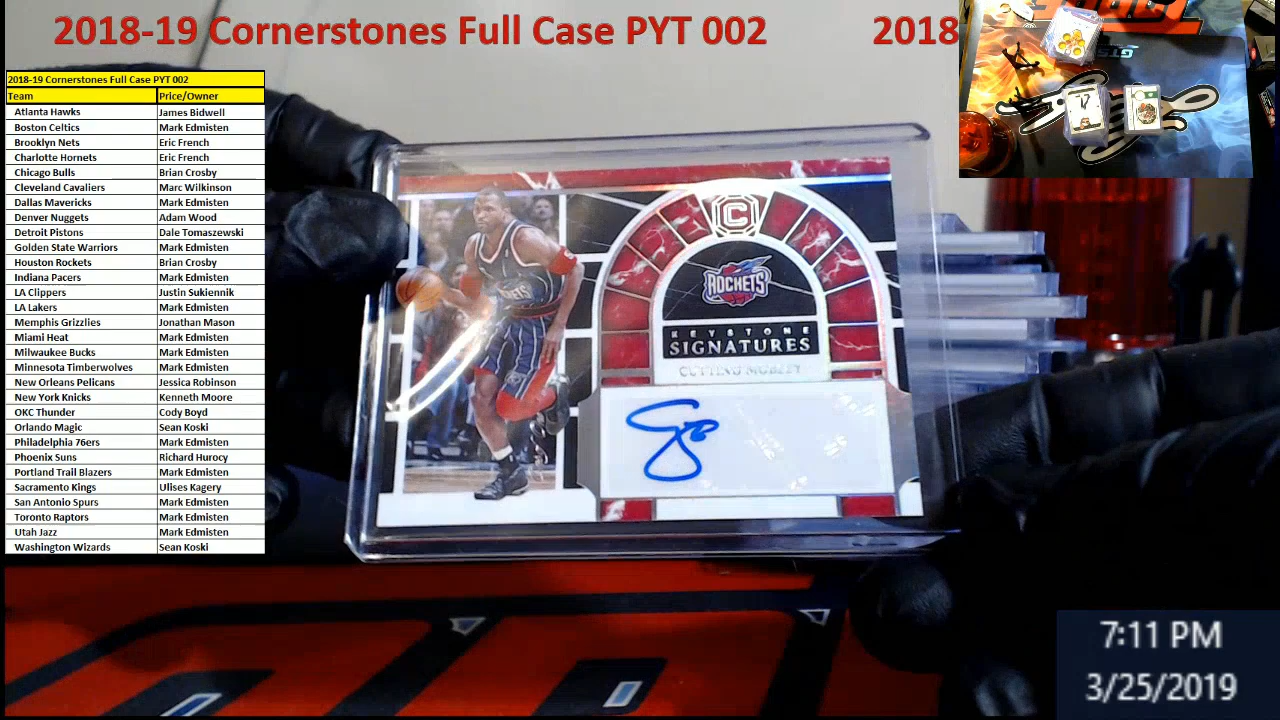 2018-19 Cornerstones Full Case PYT 002 2018
2018-19 Cornerstones Full Case PYT 002
Team Price/Owner
Atlanta Hawks James Bidwell
Boston Celtics Mark Edmisten
Brooklyn Nets Eric French
Charlotte Hornets Eric French
Chicago Bulls Brian Crosby
Cleveland Cavaliers Marc Wilkinson
Dallas Mavericks Mark Edmisten
Denver Nuggets Adam Wood
Detroit Pistons Dale Tomaszewski
Golden State Warriors Mark Edmisten
Houston Rockets Brian Crosby
Indiana Pacers Mark Edmisten
LA Clippers Justin Sukiennik
LA Lakers Mark Edmisten
Memphis Grizzlies Jonathan Mason
Miami Heat Mark Edmisten
Milwaukee Bucks Mark Edmisten
Minnesota Timberwolves Mark Edmisten
New Orleans Pelicans Jessica Robinson
New York Knicks Kenneth Moore
OKC Thunder Cody Boyd
Orlando Magic Sean Koski
Philadelphia 76ers Mark Edmisten
Phoenix Suns Richard Hurocy
Portland Trail Blazers Mark Edmisten
Sacramento Kings Ulises Kagery
San Antonio Spurs Mark Edmisten
Toronto Raptors Mark Edmisten
Utah Jazz Mark Edmisten
Washington Wizards Sean Koski
C
ROCKETS
KEYSTONE
SIGNATURES
CUTTINO MOBLEY
7:11 PM
3/25/2019